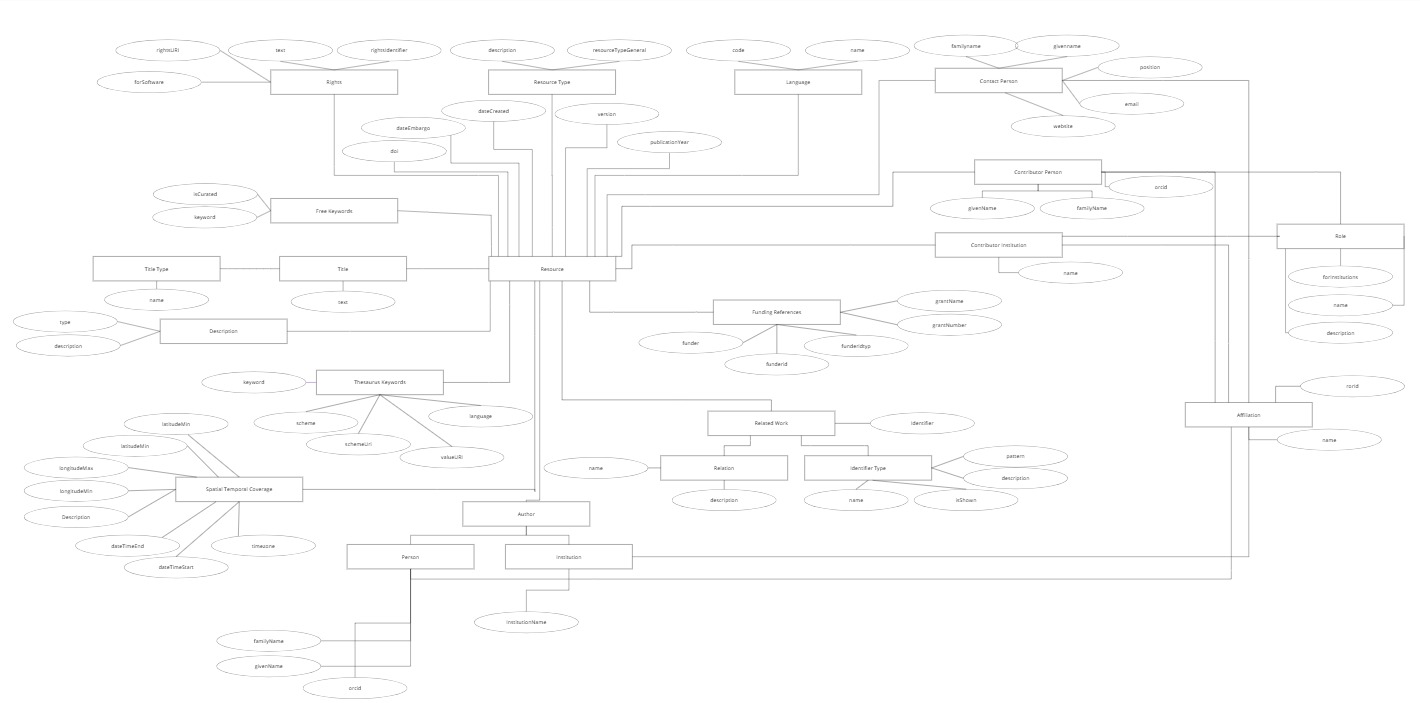 rightsURI
text
rightsIdentifier
description
resourceTypeGeneral
code
name
familyname
givenname
position
forSoftware
Rights
Resource Type
Language
Contact Person
email
website
dateCreated
version
dateEmbargo
doi
publicationYear
Contributor Person
orcid
givenName
familyName
isCurated
keyword
Free Keywords
Role
Contributor Institution
name
forInstitutions
name
description
Title Type
Title
Resource
name
text
type
description
Description
Funding References
grantName
grantNumber
funder
funderidtyp
funderid
keyword
Thesaurus Keywords
scheme
language
schemeUri
valueURI
rorid
Affiliation
name
Related Work
identifier
latitudeMin
latitudeMin
longitudeMax
longitudeMin
Description
Spatial Temporal Coverage
dateTimeEnd
timezone
dateTimeStart
name
Relation
Identifier Type
pattern
description
description
name
isShown
Author
Person
Institution
institutionName
familyName
givenName
orcid